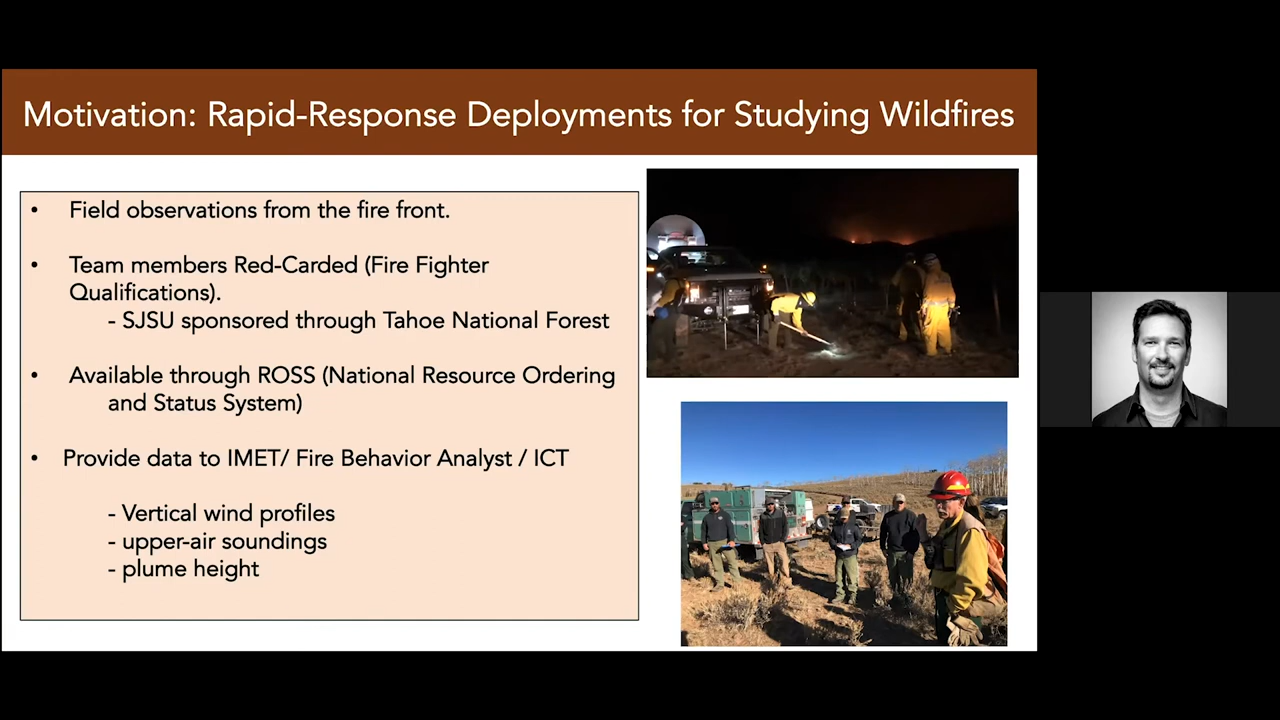 Motivation: Rapid-Response Deployments for Studying Wildfires
• Field observations from the fire front.
• Team members Red-Carded (Fire Fighter
Qualifications).
- SJSU sponsored through Tahoe National Forest
• Available through ROSS (National Resource Ordering
and Status System)
• Provide data to IMET/ Fire Behavior Analyst / ICT
- Vertical wind profiles
- upper-air soundings
- plume height